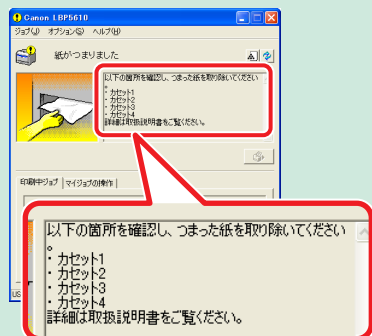 Canon LBP5610
ジョブ(J) オプション(S) ヘルプ(H)
紙がつまりました
以下の箇所を確認し、つまった紙を取り除いてください
。
・カセット1
・カセット2
・カセット3
・カセット4
詳細は取扱説明書をご覧ください。
印刷中ジョブ マイジョブの操作
以下の箇所を確認し、つまった紙を取り除いてください
。
・カセット1
・カセット2
・カセット3
・カセット4
詳細は取扱説明書をご覧ください。
US